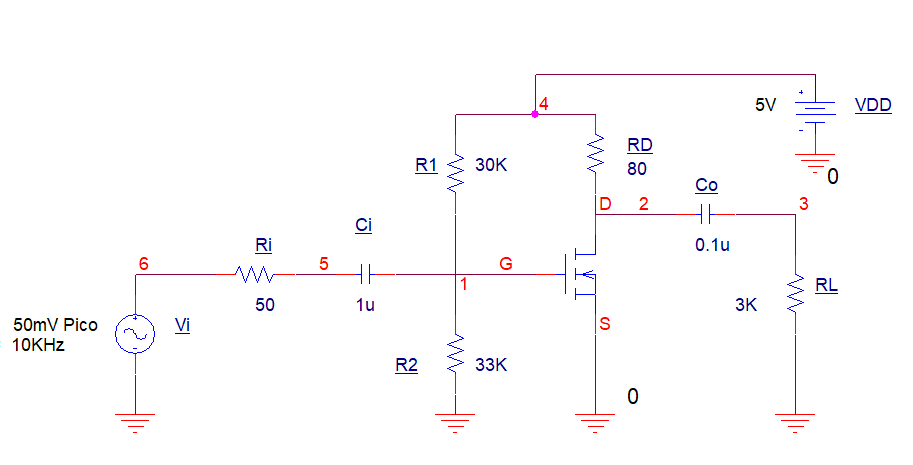 4
5V
VDD
R1
30K
RD
80
0
Co
D
2
3
0.1u
Ci
Ri
6
5
G
1
50
1u
3K
RL
50mV Pico
10KHz
Vi
S
R2
33K
0